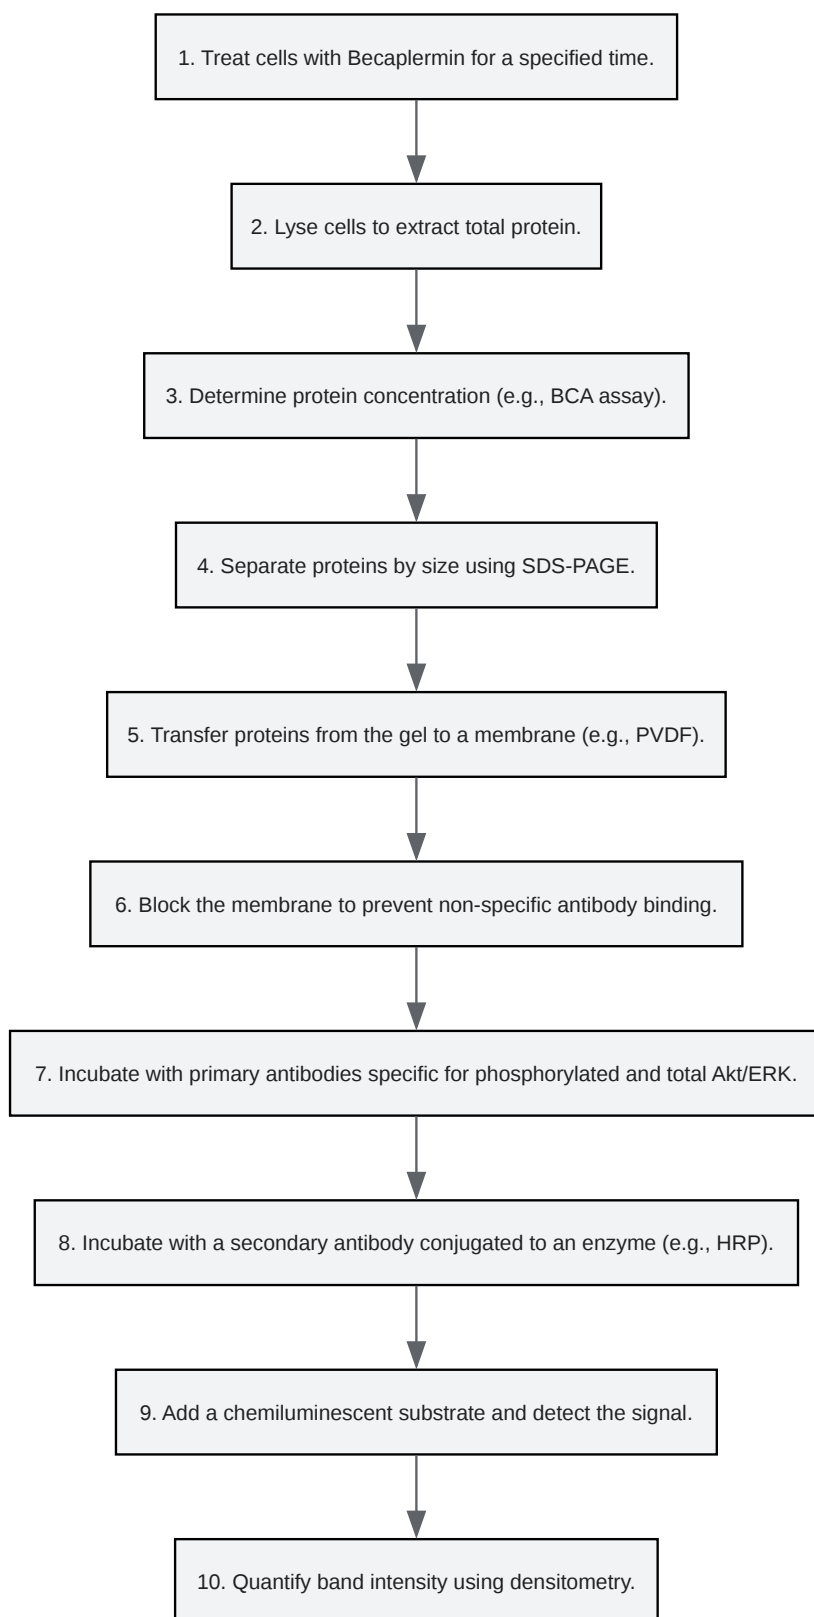 1. Treat cells with Becaplermin for a specified time.
2. Lyse cells to extract total protein.
3. Determine protein concentration (e.g., BCA assay).
4. Separate proteins by size using SDS-PAGE.
5. Transfer proteins from the gel to a membrane (e.g., PVDF).
6. Block the membrane to prevent non-specific antibody binding.
7. Incubate with primary antibodies specific for phosphorylated and total Akt/ERK.
8. Incubate with a secondary antibody conjugated to an enzyme (e.g., HRP).
9. Add a chemiluminescent substrate and detect the signal.
10. Quantify band intensity using densitometry.